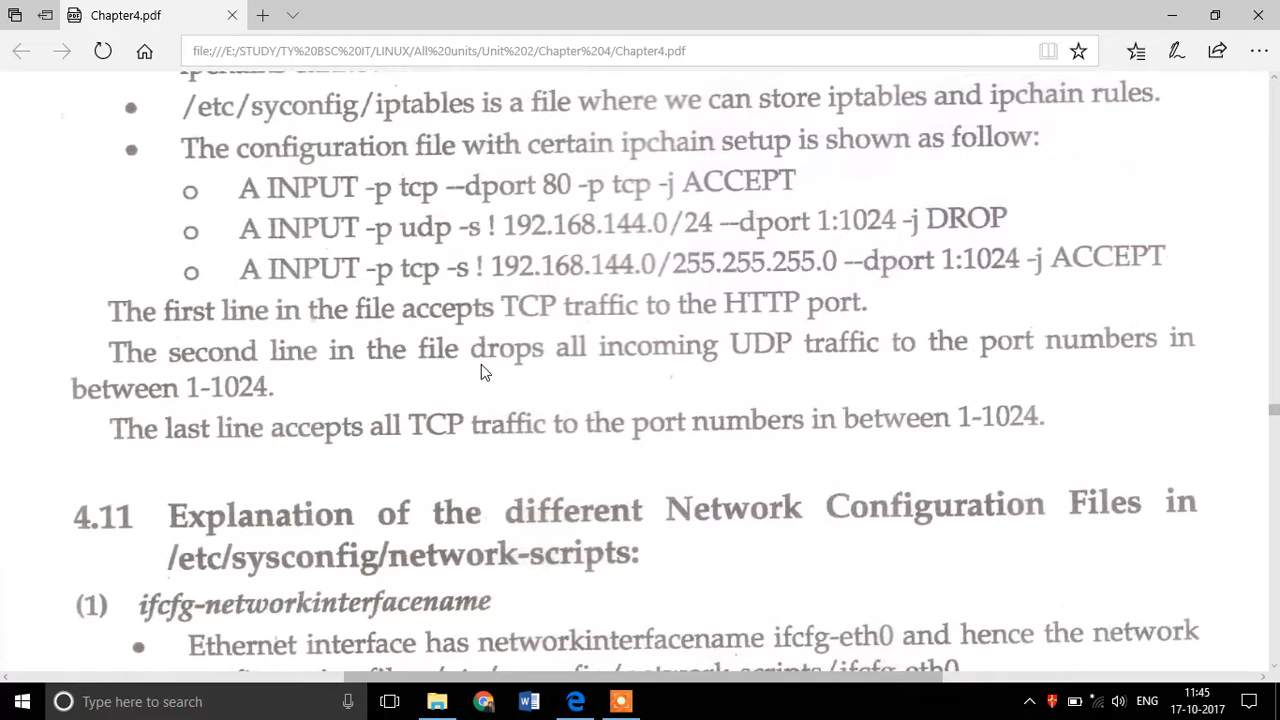 Chapter4.pdf
file:///E:/STUDY/TY%20BSC%20IT/LINUX/All%20units/Unit%202/Chapter%204/Chapter4.pdf
/etc/syconfig/iptables is a file where we can store iptables and ipchain rules.
The configuration file with certain ipchain setup is shown as follow:
o A INPUT -p tcp --dport 80 -p tcp -j ACCEPT
o A INPUT -p udp -s ! 192.168.144.0/24 --dport 1:1024 -j DROP
o A INPUT -p tcp -s ! 192.168.144.0/255.255.255.0 --dport 1:1024 -j ACCEPT
The first line in the file accepts TCP traffic to the HTTP port.
The second line in the file drops all incoming UDP traffic to the port numbers in
between 1-1024.
The last line accepts all TCP traffic to the port numbers in between 1-1024.
4.11 Explanation of the different Network Configuration Files in
/etc/sysconfig/network-scripts:
(1) ifcfg-networkinterfacename
Ethernet interface has networkinterfacename ifcfg-eth0 and hence the network
Type here to search
ENG
11:45
17-10-2017